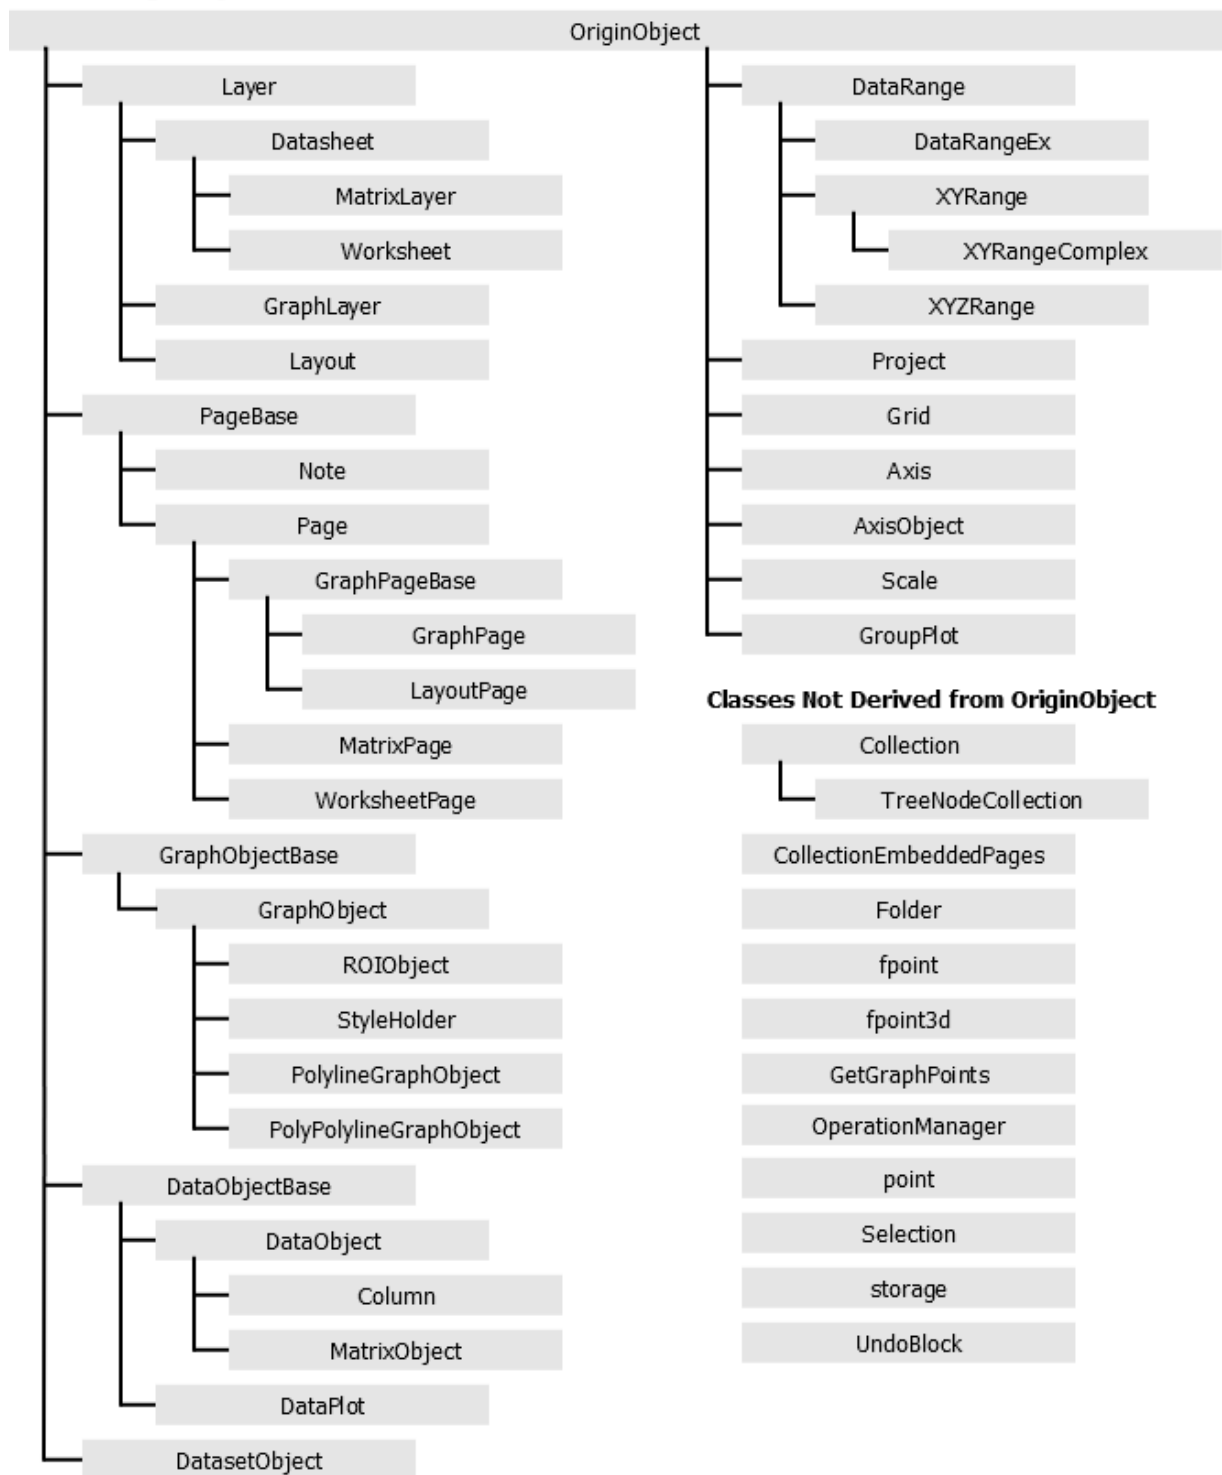 OriginObject
Layer
Datasheet
MatrixLayer
Worksheet
GraphLayer
Layout
PageBase
Note
Page
GraphPageBase
GraphPage
LayoutPage
MatrixPage
WorksheetPage
GraphObjectBase
GraphObject
ROIObject
StyleHolder
PolylineGraphObject
PolyPolylineGraphObject
DataObjectBase
DataObject
Column
MatrixObject
DataPlot
DatasetObject
DataRange
DataRangeEx
XYRange
XYRangeComplex
XYZRange
Project
Grid
Axis
AxisObject
Scale
GroupPlot
Classes Not Derived from OriginObject
Collection
TreeNodeCollection
CollectionEmbeddedPages
Folder
fpoint
fpoint3d
GetGraphPoints
OperationManager
point
Selection
storage
UndoBlock